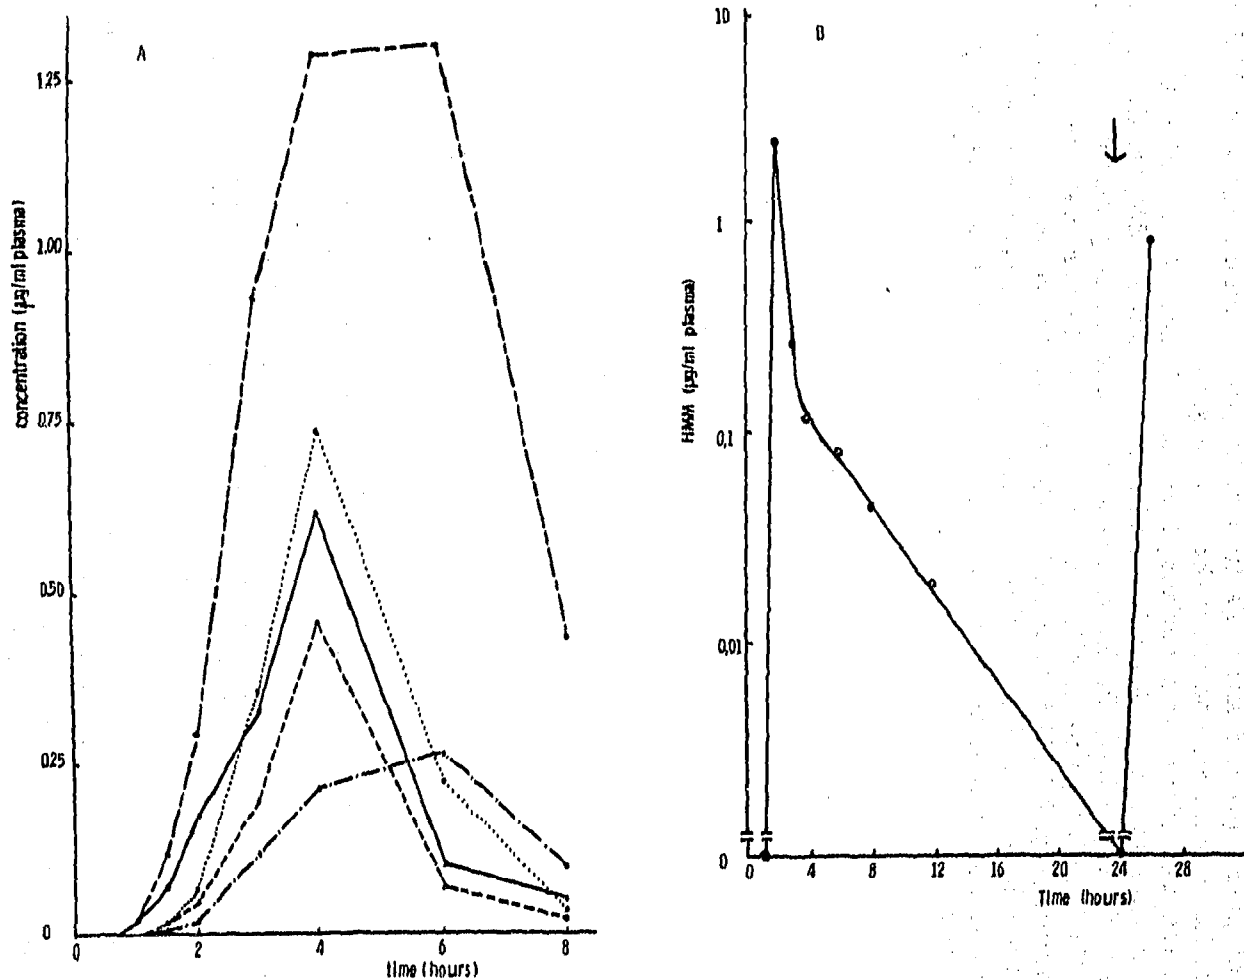 A
1.25
1.00
0.75
0.50
0.25
0
0 2 4 6 8
time (hours)
concentration (µg/ml plasma)
B
10
1
0,1
0,01
0
0 4 8 12 16 20 24 28
Time (hours)
HMM (µg/ml plasma)